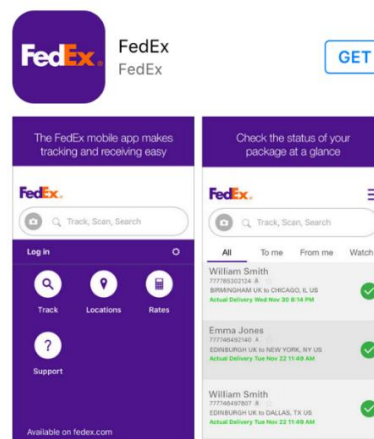 FedEx.
FedEx
FedEx
GET
The FedEx mobile app makes
tracking and receiving easy
FedEx.
Track, Scan, Search
Log in
Track
Locations
Rates
?
Support
Available on fedex.com
Check the status of your
package at a glance
FedEx.
Track, Scan, Search
All To me From me Watch
William Smith
777769302124
BIRMINGHAM UK to CHICAGO, IL US
Actual Delivery Wed Nov 30 8:14 PM
Emma Jones
777746492140
EDINBURGH UK to NEW YORK, NY US
Actual Delivery Tue Nov 22 11:49 AM
William Smith
777746497807
EDINBURGH UK to DALLAS, TX US
Actual Delivery Tue Nov 22 11:49 AM